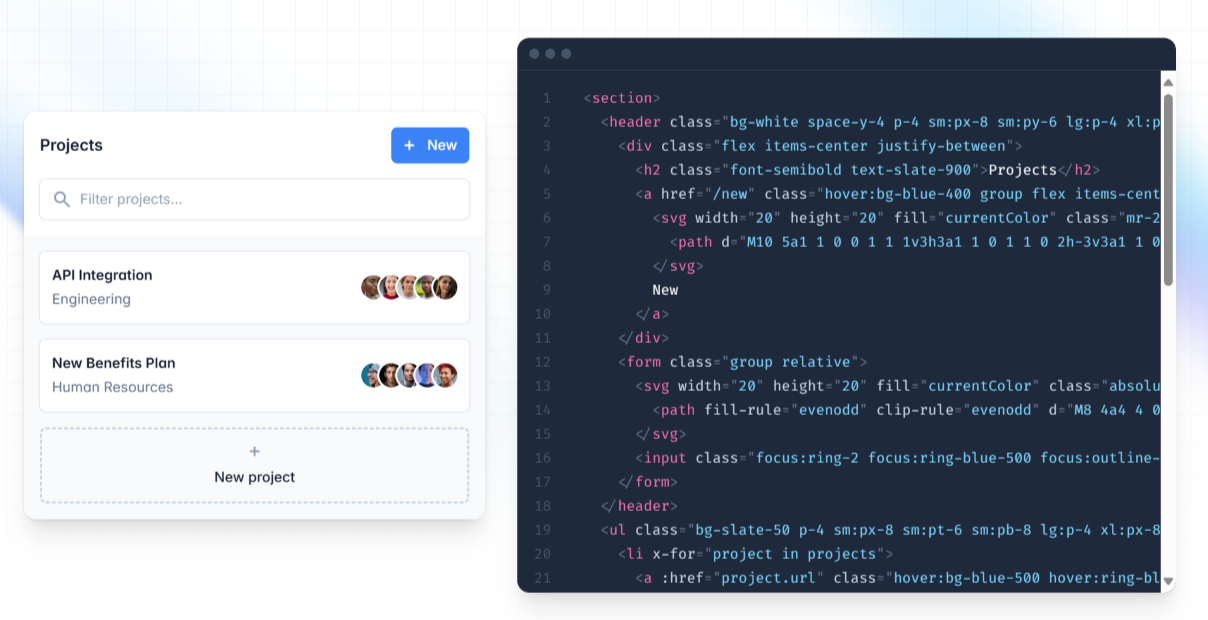 Projects
+ New
Filter projects...
API Integration
Engineering
New Benefits Plan
Human Resources
+
New project
1 <section>
2 <header class="bg-white space-y-4 p-4 sm:px-8 sm:py-6 lg:p-4 xl:p
3 <div class="flex items-center justify-between">
4 <h2 class="font-semibold text-slate-900">Projects</h2>
5 <a href="/new" class="hover:bg-blue-400 group flex items-cent
6 <svg width="20" height="20" fill="currentColor" class="mr-2
7 <path d="M10 5a1 1 0 0 1 1 1v3h3a1 1 0 1 1 0 2h-3v3a1 1 0
8 </svg>
9 New
10 </a>
11 </div>
12 <form class="group relative">
13 <svg width="20" height="20" fill="currentColor" class="absolu
14 <path fill-rule="evenodd" clip-rule="evenodd" d="M8 4a4 4 0
15 </svg>
16 <input class="focus:ring-2 focus:ring-blue-500 focus:outline-
17 </form>
18 </header>
19 <ul class="bg-slate-50 p-4 sm:px-8 sm:pt-6 sm:pb-8 lg:p-4 xl:px-8
20 <li x-for="project in projects">
21 <a :href="project.url" class="hover:bg-blue-500 hover:ring-bl